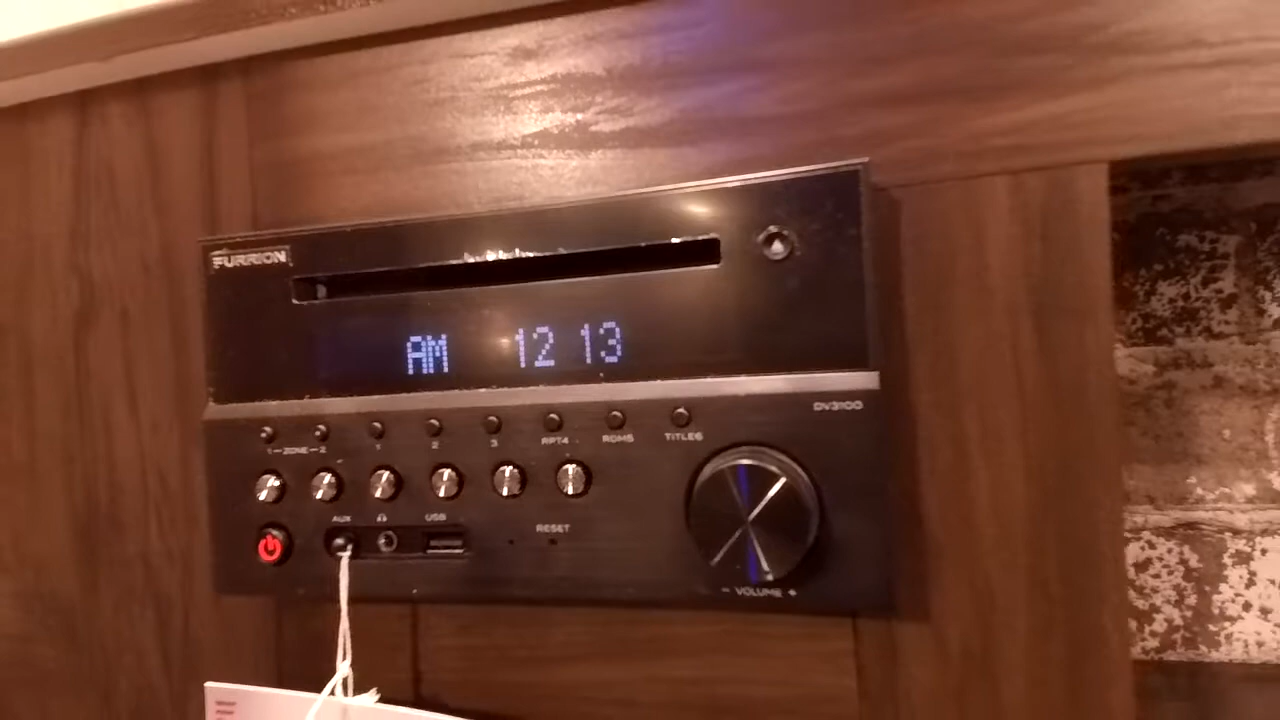 FURRION
AM 12 13
DV3100
1-ZONE-2 1 2 3 RPT4 RDM5 TITLE6
AUX USB RESET
- VOLUME +